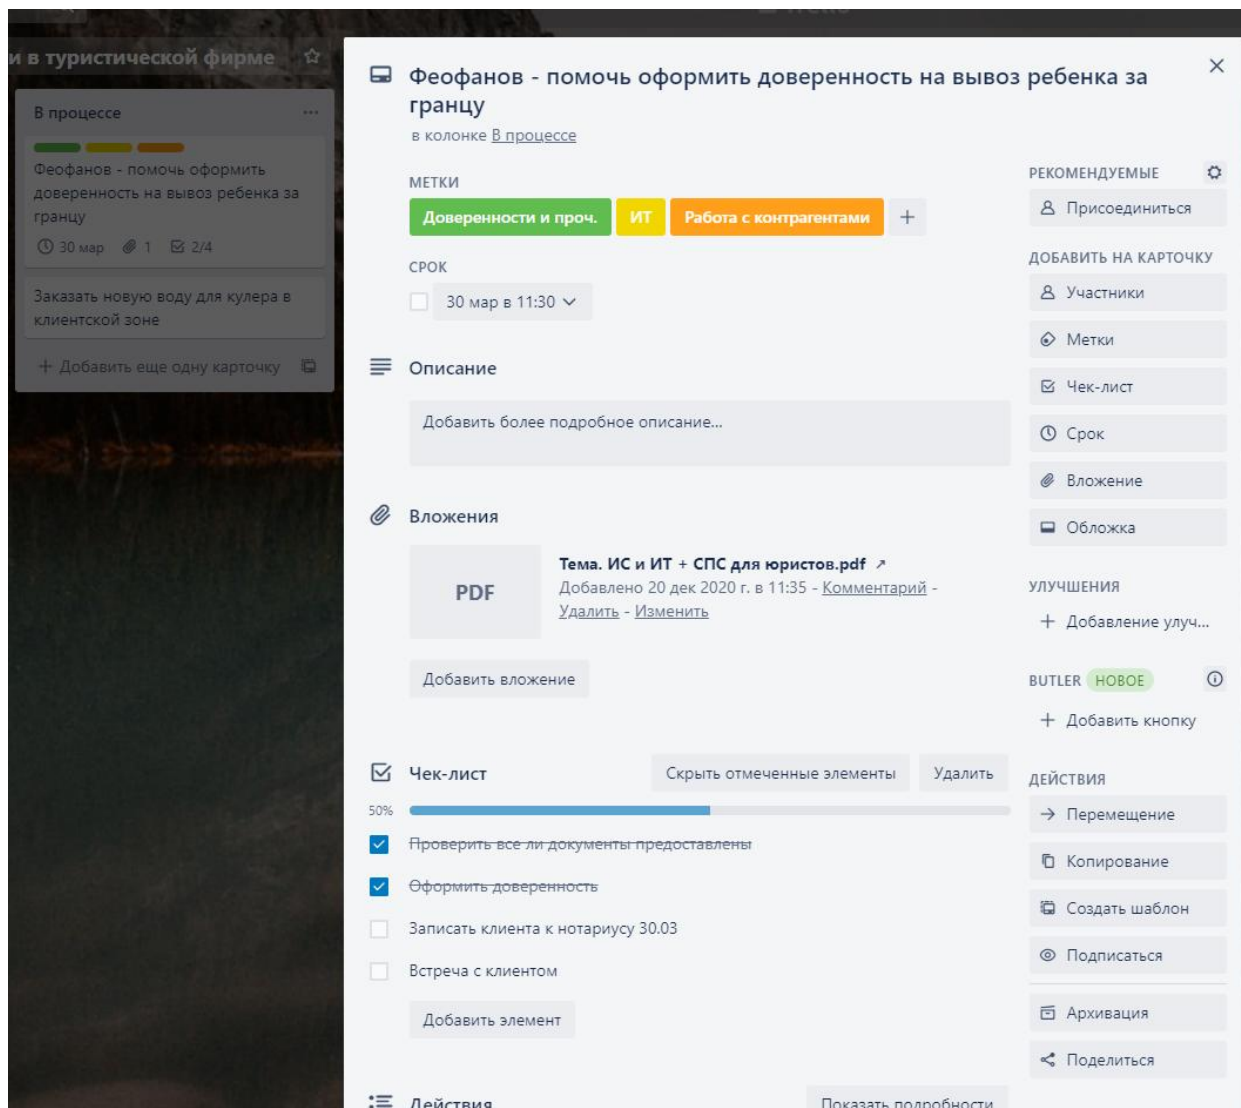 и в туристической фирме
В процессе
Феофанов - помочь оформить
доверенность на вывоз ребенка за
гранцу
30 мар 1 2/4
Заказать новую воду для кулера в
клиентской зоне
+ Добавить еще одну карточку
Феофанов - помочь оформить доверенность на вывоз ребенка за
гранцу
в колонке В процессе
МЕТКИ
Доверенности и проч. ИТ Работа с контрагентами +
СРОК
30 мар в 11:30
Описание
Добавить более подробное описание...
Вложения
PDF
Тема. ИС и ИТ + СПС для юристов.pdf ↗
Добавлено 20 дек 2020 г. в 11:35 - Комментарий -
Удалить - Изменить
Добавить вложение
Чек-лист Скрыть отмеченные элементы Удалить
50%
Проверить все ли документы предоставлены
Оформить доверенность
Записать клиента к нотариусу 30.03
Встреча с клиентом
Добавить элемент
Действия Показать подробности
РЕКОМЕНДУЕМЫЕ
Присоединиться
ДОБАВИТЬ НА КАРТОЧКУ
Участники
Метки
Чек-лист
Срок
Вложение
Обложка
УЛУЧШЕНИЯ
+ Добавление улуч...
BUTLER НОВОЕ
+ Добавить кнопку
ДЕЙСТВИЯ
Перемещение
Копирование
Создать шаблон
Подписаться
Архивация
Поделиться